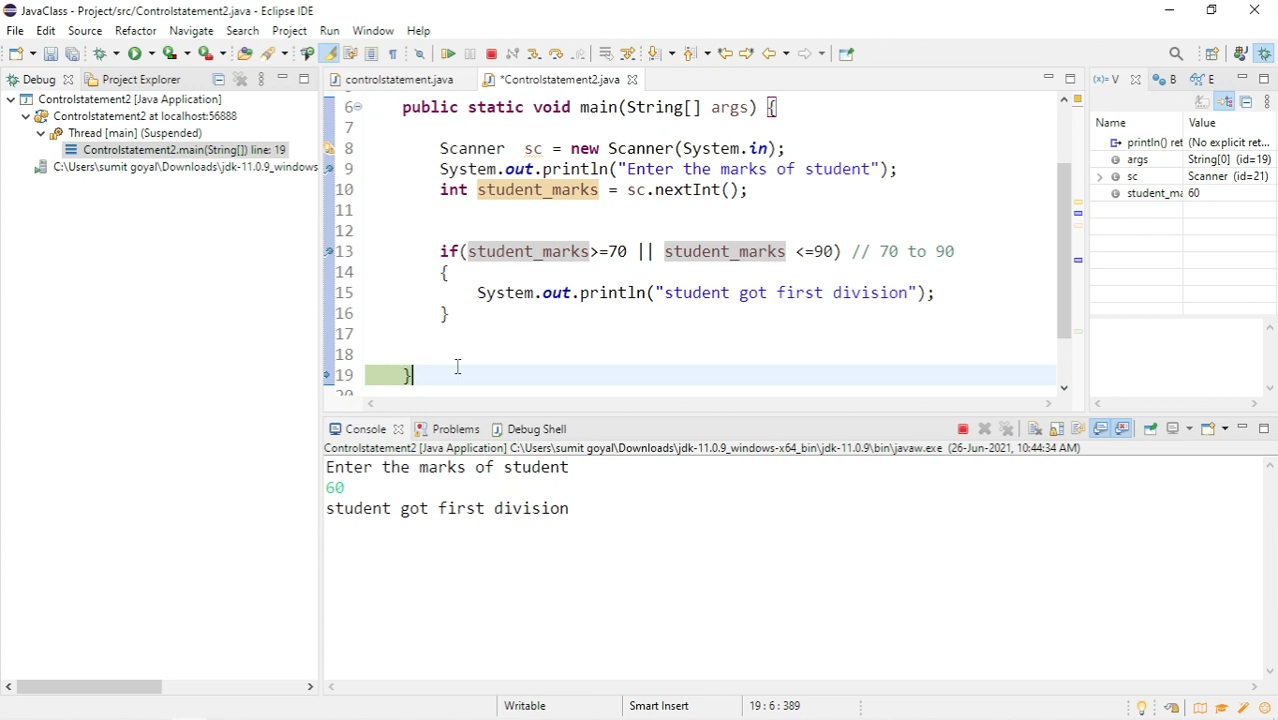 JavaClass - Project/src/Controlstatement2.java - Eclipse IDE
File Edit Source Refactor Navigate Search Project Run Window Help
Debug Project Explorer
Controlstatement2 [Java Application]
Controlstatement2 at localhost:56888
Thread [main] (Suspended)
Controlstatement2.main(String[]) line: 19
C:\Users\sumit goyal\Downloads\jdk-11.0.9_windows
controlstatement.java *Controlstatement2.java
6 public static void main(String[] args) {
7
8 Scanner sc = new Scanner(System.in);
9 System.out.println("Enter the marks of student");
10 int student_marks = sc.nextInt();
11
12
13 if(student_marks>=70 || student_marks <=90) // 70 to 90
14 {
15 System.out.println("student got first division");
16 }
17
18
19 }
20
(x)= V B E
Name Value
println() ret (No explicit ret...
args String[0] (id=19)
sc Scanner (id=21)
student_ma 60
Console Problems Debug Shell
Controlstatement2 [Java Application] C:\Users\sumit goyal\Downloads\jdk-11.0.9_windows-x64_bin\jdk-11.0.9\bin\javaw.exe (26-Jun-2021, 10:44:34 AM)
Enter the marks of student
60
student got first division
Writable Smart Insert 19 : 6 : 389